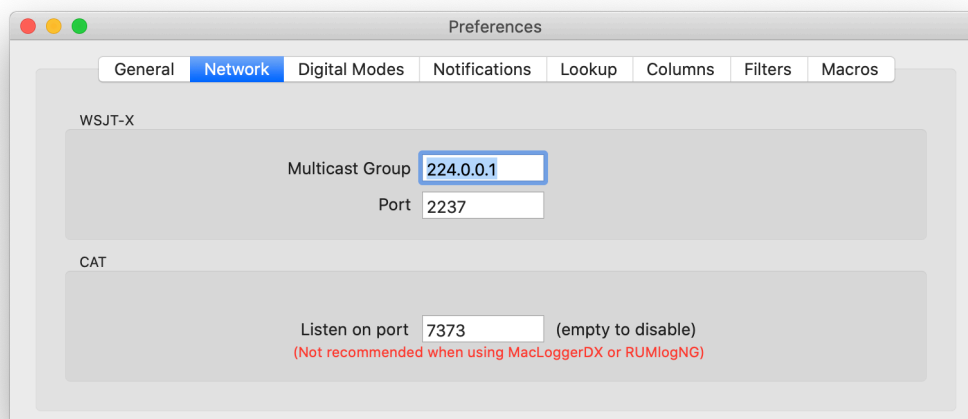 Preferences
General Network Digital Modes Notifications Lookup Columns Filters Macros
WSJT-X
Multicast Group 224.0.0.1
Port 2237
CAT
Listen on port 7373 (empty to disable)
(Not recommended when using MacLoggerDX or RUMlogNG)